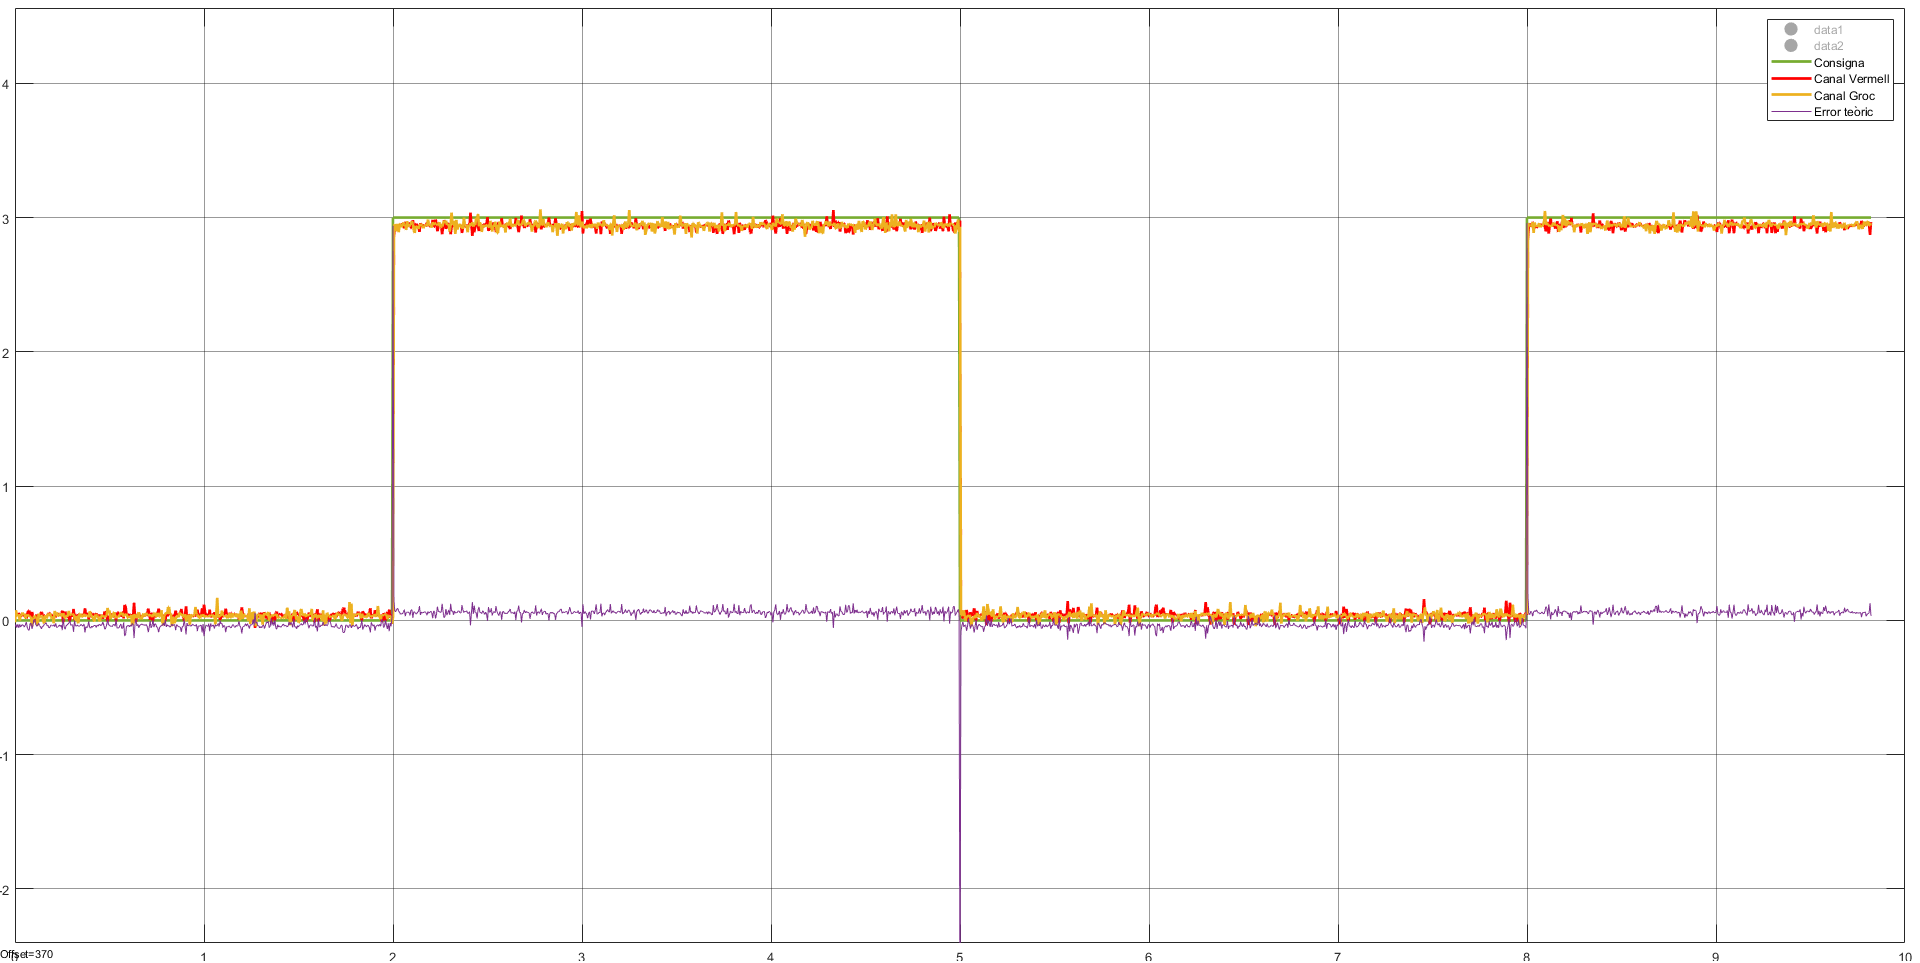 data1
data2
Consigna
Canal Vermell
Canal Groc
Error teòric
4
3
2
1
0
-1
-2
1
2
3
4
5
6
7
8
9
10
Offset=370